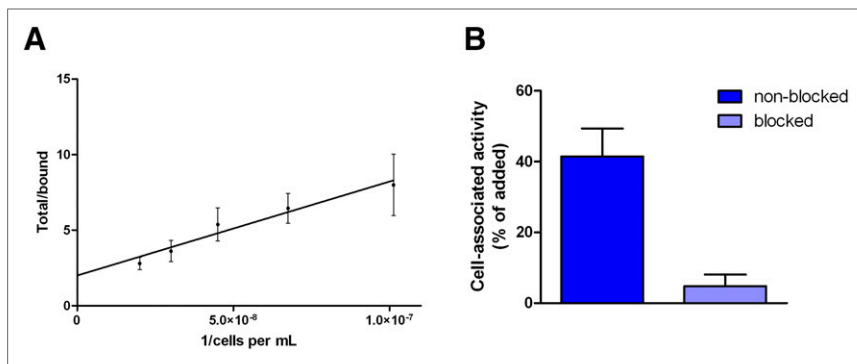 A
15
10
5
0
Total/bound
0
5.0×10⁻⁸
1.0×10⁻⁷
1/cells per mL
B
60
40
20
0
Cell-associated activity
(% of added)
non-blocked
blocked